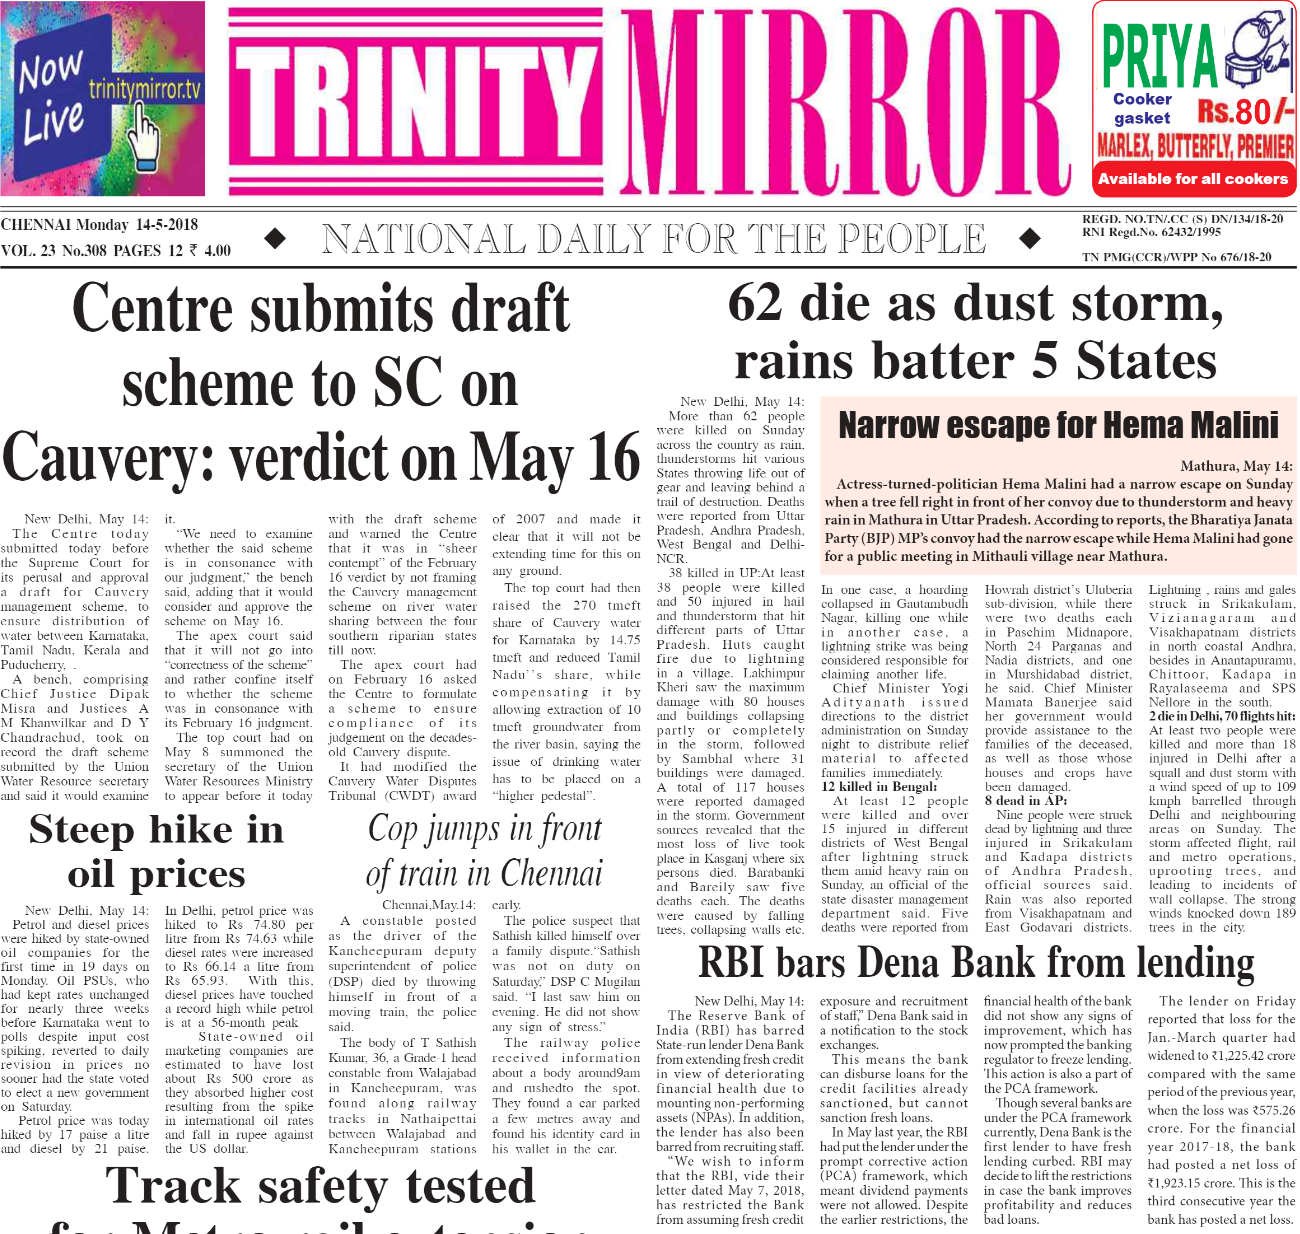 Now
Live
trinitymirror.tv
TRINITY MIRROR
PRIYA
Cooker
gasket
Rs.80/-
MARLEX, BUTTERFLY, PREMIER
Available for all cookers
CHENNAI Monday 14-5-2018
VOL. 23 No.308 PAGES 12 ₹ 4.00
NATIONAL DAILY FOR THE PEOPLE
REGD. NO.TN/.CC (S) DN/134/18-20
RNI Regd.No. 62432/1995
TN PMG(CCR)/WPP No 676/18-20
Centre submits draft
scheme to SC on
Cauvery: verdict on May 16
New Delhi, May 14:
The Centre today
submitted today before
the Supreme Court for
its perusal and approval
a draft for Cauvery
management scheme, to
ensure distribution of
water between Karnataka,
Tamil Nadu, Kerala and
Puducherry, .
A bench, comprising
Chief Justice Dipak
Misra and Justices A
M Khanwilkar and D Y
Chandrachud, took on
record the draft scheme
submitted by the Union
Water Resource secretary
and said it would examine
it.
“We need to examine
whether the said scheme
is in consonance with
our judgment,” the bench
said, adding that it would
consider and approve the
scheme on May 16.
The apex court said
that it will not go into
“correctness of the scheme”
and rather confine itself
to whether the scheme
was in consonance with
its February 16 judgment.
The top court had on
May 8 summoned the
secretary of the Union
Water Resources Ministry
to appear before it today
with the draft scheme
and warned the Centre
that it was in “sheer
contempt” of the February
16 verdict by not framing
the Cauvery management
scheme on river water
sharing between the four
southern riparian states
till now.
The apex court had
on February 16 asked
the Centre to formulate
a scheme to ensure
compliance of its
judgement on the decades-
old Cauvery dispute.
It had modified the
Cauvery Water Disputes
Tribunal (CWDT) award
of 2007 and made it
clear that it will not be
extending time for this on
any ground.
The top court had then
raised the 270 tmcft
share of Cauvery water
for Karnataka by 14.75
tmcft and reduced Tamil
Nadu’’s share, while
compensating it by
allowing extraction of 10
tmcft groundwater from
the river basin, saying the
issue of drinking water
has to be placed on a
“higher pedestal”.
62 die as dust storm,
rains batter 5 States
New Delhi, May 14:
More than 62 people
were killed on Sunday
across the country as rain,
thunderstorms hit various
States throwing life out of
gear and leaving behind a
trail of destruction. Deaths
were reported from Uttar
Pradesh, Andhra Pradesh,
West Bengal and Delhi-
NCR.
38 killed in UP:At least
38 people were killed
and 50 injured in hail
and thunderstorm that hit
different parts of Uttar
Pradesh. Huts caught
fire due to lightning
in a village. Lakhimpur
Kheri saw the maximum
damage with 80 houses
and buildings collapsing
partly or completely
in the storm, followed
by Sambhal where 31
buildings were damaged.
A total of 117 houses
were reported damaged
in the storm. Government
sources revealed that the
most loss of live took
place in Kasganj where six
persons died. Barabanki
and Bareily saw five
deaths each. The deaths
were caused by falling
trees, collapsing walls etc.
Narrow escape for Hema Malini
Mathura, May 14:
Actress-turned-politician Hema Malini had a narrow escape on Sunday
when a tree fell right in front of her convoy due to thunderstorm and heavy
rain in Mathura in Uttar Pradesh. According to reports, the Bharatiya Janata
Party (BJP) MP’s convoy had the narrow escape while Hema Malini had gone
for a public meeting in Mithauli village near Mathura.
In one case, a hoarding
collapsed in Gautambudh
Nagar, killing one while
in another case, a
lightning strike was being
considered responsible for
claiming another life.
Chief Minister Yogi
Adityanath issued
directions to the district
administration on Sunday
night to distribute relief
material to affected
families immediately.
12 killed in Bengal:
At least 12 people
were killed and over
15 injured in different
districts of West Bengal
after lightning struck
them amid heavy rain on
Sunday, an official of the
state disaster management
department said. Five
deaths were reported from
Howrah district’s Uluberia
sub-division, while there
were two deaths each
in Paschim Midnapore,
North 24 Parganas and
Nadia districts, and one
in Murshidabad district,
he said. Chief Minister
Mamata Banerjee said
her government would
provide assistance to the
families of the deceased,
as well as those whose
houses and crops have
been damaged.
8 dead in AP:
Nine people were struck
dead by lightning and three
injured in Srikakulam
and Kadapa districts
of Andhra Pradesh,
official sources said.
Rain was also reported
from Visakhapatnam and
East Godavari districts.
Lightning , rains and gales
struck in Srikakulam,
Vizianagaram and
Visakhapatnam districts
in north coastal Andhra,
besides in Anantapuramu,
Chittoor, Kadapa in
Rayalaseema and SPS
Nellore in the south.
2 die in Delhi, 70 flights hit:
At least two people were
killed and more than 18
injured in Delhi after a
squall and dust storm with
a wind speed of up to 109
kmph barrelled through
Delhi and neighbouring
areas on Sunday. The
storm affected flight, rail
and metro operations,
uprooting trees, and
leading to incidents of
wall collapse. The strong
winds knocked down 189
trees in the city.
Steep hike in
oil prices
New Delhi, May 14:
Petrol and diesel prices
were hiked by state-owned
oil companies for the
first time in 19 days on
Monday. Oil PSUs, who
had kept rates unchanged
for nearly three weeks
before Karnataka went to
polls despite input cost
spiking, reverted to daily
revision in prices no
sooner had the state voted
to elect a new government
on Saturday.
Petrol price was today
hiked by 17 paise a litre
and diesel by 21 paise.
In Delhi, petrol price was
hiked to Rs 74.80 per
litre from Rs 74.63 while
diesel rates were increased
to Rs 66.14 a litre from
Rs 65.93. With this,
diesel prices have touched
a record high while petrol
is at a 56-month peak
State-owned oil
marketing companies are
estimated to have lost
about Rs 500 crore as
they absorbed higher cost
resulting from the spike
in international oil rates
and fall in rupee against
the US dollar.
Cop jumps in front
of train in Chennai
Chennai,May.14:
A constable posted
as the driver of the
Kancheepuram deputy
superintendent of police
(DSP) died by throwing
himself in front of a
moving train, the police
said.
The body of T Sathish
Kumar, 36, a Grade-1 head
constable from Walajabad
in Kancheepuram, was
found along railway
tracks in Nathaipettai
between Walajabad and
Kancheepuram stations
early.
The police suspect that
Sathish killed himself over
a family dispute.“Sathish
was not on duty on
Saturday,” DSP C Mugilan
said. “I last saw him on
evening. He did not show
any sign of stress.”
The railway police
received information
about a body around9am
and rushedto the spot.
They found a car parked
a few metres away and
found his identity card in
his wallet in the car.
RBI bars Dena Bank from lending
New Delhi, May 14:
The Reserve Bank of
India (RBI) has barred
State-run lender Dena Bank
from extending fresh credit
in view of deteriorating
financial health due to
mounting non-performing
assets (NPAs). In addition,
the lender has also been
barred from recruiting staff.
“We wish to inform
that the RBI, vide their
letter dated May 7, 2018,
has restricted the Bank
from assuming fresh credit
exposure and recruitment
of staff,” Dena Bank said in
a notification to the stock
exchanges.
This means the bank
can disburse loans for the
credit facilities already
sanctioned, but cannot
sanction fresh loans.
In May last year, the RBI
had put the lender under the
prompt corrective action
(PCA) framework, which
meant dividend payments
were not allowed. Despite
the earlier restrictions, the
financial health of the bank
did not show any signs of
improvement, which has
now prompted the banking
regulator to freeze lending.
This action is also a part of
the PCA framework.
Though several banks are
under the PCA framework
currently, Dena Bank is the
first lender to have fresh
lending curbed. RBI may
decide to lift the restrictions
in case the bank improves
profitability and reduces
bad loans.
The lender on Friday
reported that loss for the
Jan.-March quarter had
widened to ₹1,225.42 crore
compared with the same
period of the previous year,
when the loss was ₹575.26
crore. For the financial
year 2017-18, the bank
had posted a net loss of
₹1,923.15 crore. This is the
third consecutive year the
bank has posted a net loss.
Track safety tested